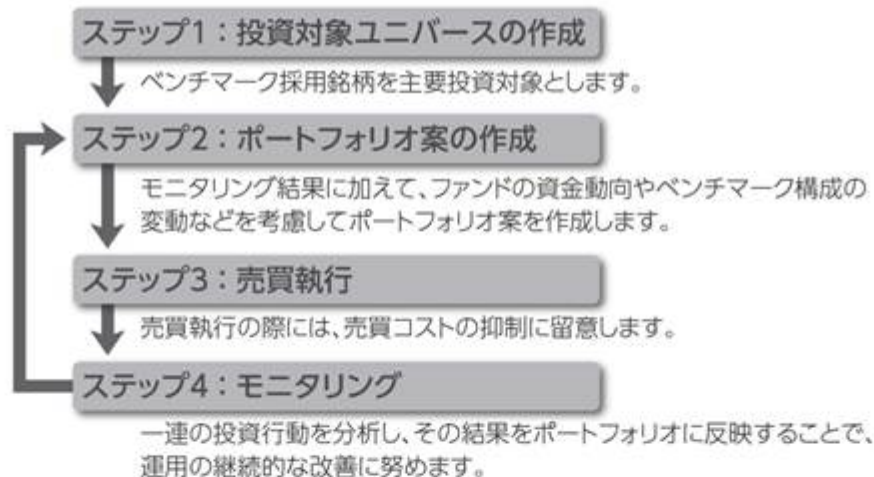 ステップ1：投資対象ユニバースの作成
ベンチマーク採用銘柄を主要投資対象とします。
ステップ2：ポートフォリオ案の作成
モニタリング結果に加えて、ファンドの資金動向やベンチマーク構成の
変動などを考慮してポートフォリオ案を作成します。
ステップ3：売買執行
売買執行の際には、売買コストの抑制に留意します。
ステップ4：モニタリング
一連の投資行動を分析し、その結果をポートフォリオに反映することで、
運用の継続的な改善に努めます。